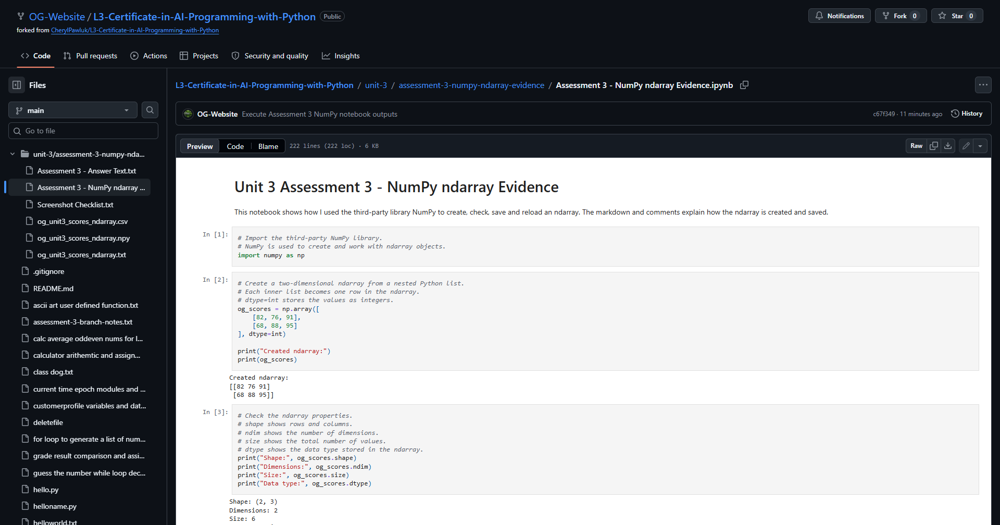 OG-Website / L3-Certificate-in-AI-Programming-with-Python Public
Notifications
Fork 0
Star 0
forked from CherylPawluk/L3-Certificate-in-AI-Programming-with-Python
Code
Pull requests
Actions
Projects
Security and quality
Insights
Files
main
Go to file
unit-3/assessment-3-numpy-nda...
Assessment 3 - Answer Text.txt
Assessment 3 - NumPy ndarray ...
Screenshot Checklist.txt
og_unit3_scores_ndarray.csv
og_unit3_scores_ndarray.npy
og_unit3_scores_ndarray.txt
.gitignore
README.md
ascii art user defined function.txt
assessment-3-branch-notes.txt
calc average oddeven nums for l...
calculator arithemtic and assign...
class dog.txt
current time epoch modules and ...
customerprofile variables and dat...
deletefile
for loop to generate a list of num...
grade result comparison and assi...
guess the number while loop dec...
hello.py
helloname.py
helloworld.txt
L3-Certificate-in-AI-Programming-with-Python / unit-3 / assessment-3-numpy-ndarray-evidence / Assessment 3 - NumPy ndarray Evidence.ipynb
OG-Website Execute Assessment 3 NumPy notebook outputs
c67f349 · 11 minutes ago
History
Preview
Code
Blame
222 lines (222 loc) · 6 KB
Raw
Unit 3 Assessment 3 - NumPy ndarray Evidence
This notebook shows how I used the third-party library NumPy to create, check, save and reload an ndarray. The markdown and comments explain how the ndarray is created and saved.
In [1]:
# Import the third-party NumPy library.
# NumPy is used to create and work with ndarray objects.
import numpy as np
In [2]:
# Create a two-dimensional ndarray from a nested Python list.
# Each inner list becomes one row in the ndarray.
# dtype=int stores the values as integers.
og_scores = np.array([
[82, 76, 91],
[68, 88, 95]
], dtype=int)
print("Created ndarray:")
print(og_scores)
Created ndarray:
[[82 76 91]
[68 88 95]]
In [3]:
# Check the ndarray properties.
# shape shows rows and columns.
# ndim shows the number of dimensions.
# size shows the total number of values.
# dtype shows the data type stored in the ndarray.
print("Shape:", og_scores.shape)
print("Dimensions:", og_scores.ndim)
print("Size:", og_scores.size)
print("Data type:", og_scores.dtype)
Shape: (2, 3)
Dimensions: 2
Size: 6